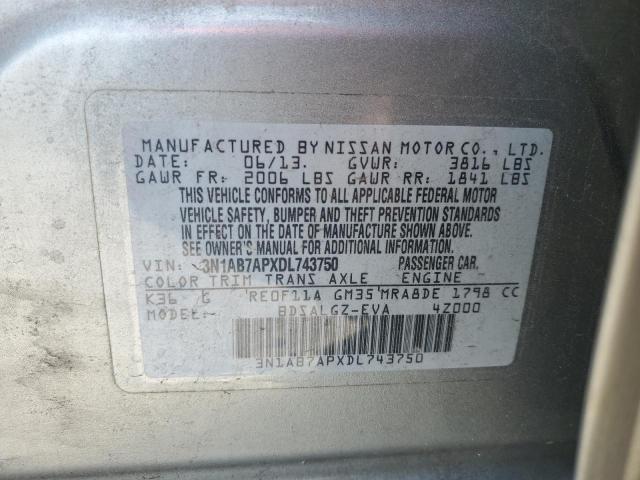 MANUFACTURED BY NISSAN MOTOR CO., LTD.
DATE: 06/13. GVWR: 3816 LBS
GAWR FR: 2006 LBS GAWR RR: 1841 LBS
THIS VEHICLE CONFORMS TO ALL APPLICABLE FEDERAL MOTOR
VEHICLE SAFETY, BUMPER AND THEFT PREVENTION STANDARDS
IN EFFECT ON THE DATE OF MANUFACTURE SHOWN ABOVE.
SEE OWNER'S MANUAL FOR ADDITIONAL INFORMATION.
VIN: 3N1AB7APXDL743750 PASSENGER CAR.
COLOR TRIM TRANS AXLE ENGINE
K36 G RE0F11A GM35 MRA8DE 1798 CC
MODEL: BDSALGZ-EVA 4Z000
3N1AB7APXDL743750